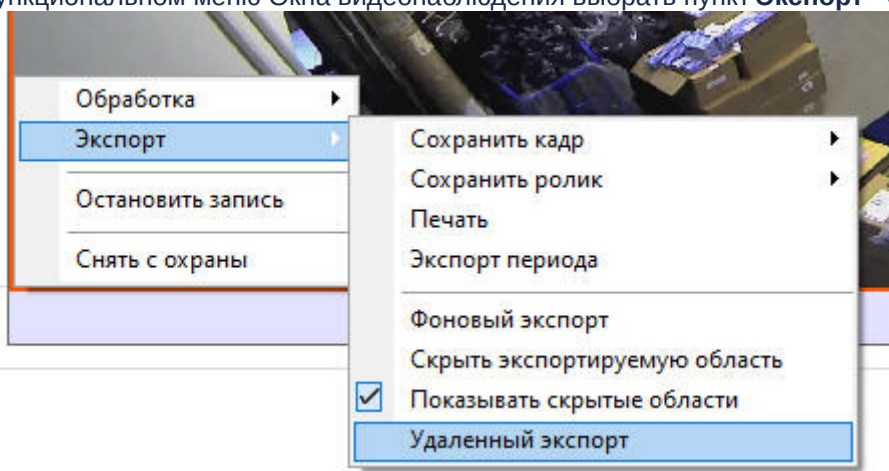 функциональном меню Окна видеонаблюдения выбрать пункт Экспорт
Обработка
Экспорт
Остановить запись
Снять с охраны
Сохранить кадр
Сохранить ролик
Печать
Экспорт периода
Фоновый экспорт
Скрыть экспортируемую область
Показывать скрытые области
Удаленный экспорт